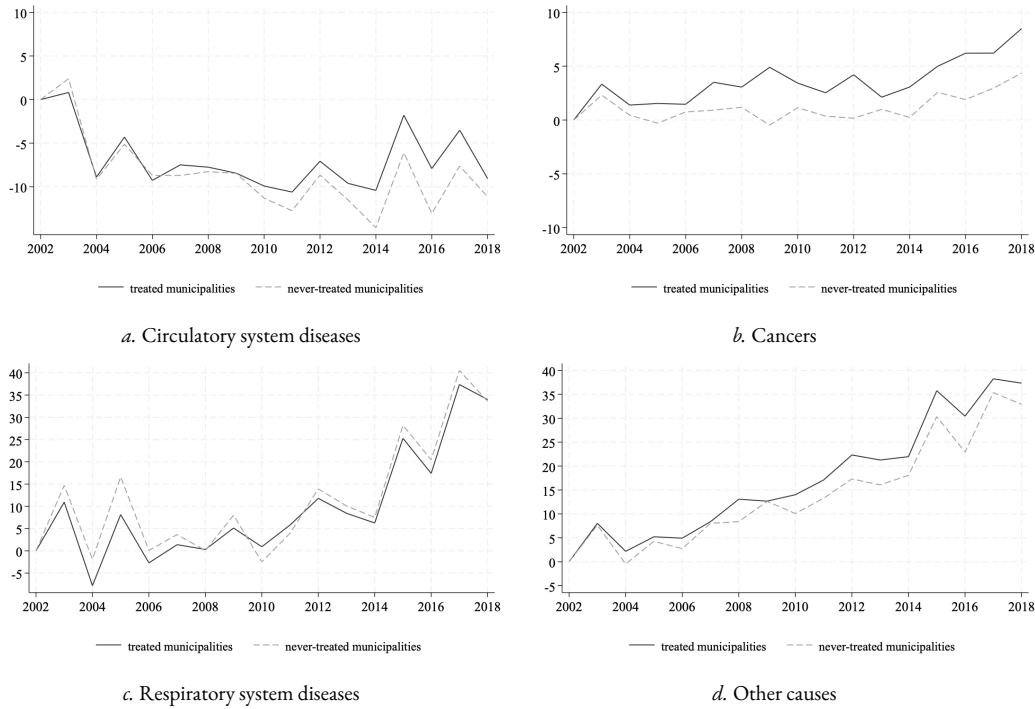 10
5
0
-5
-10
2002 2004 2006 2008 2010 2012 2014 2016 2018
treated municipalities never-treated municipalities
a. Circulatory system diseases
10
5
0
-5
-10
2002 2004 2006 2008 2010 2012 2014 2016 2018
treated municipalities never-treated municipalities
b. Cancers
40
35
30
25
20
15
10
5
0
-5
2002 2004 2006 2008 2010 2012 2014 2016 2018
treated municipalities never-treated municipalities
c. Respiratory system diseases
40
35
30
25
20
15
10
5
0
-5
2002 2004 2006 2008 2010 2012 2014 2016 2018
treated municipalities never-treated municipalities
d. Other causes